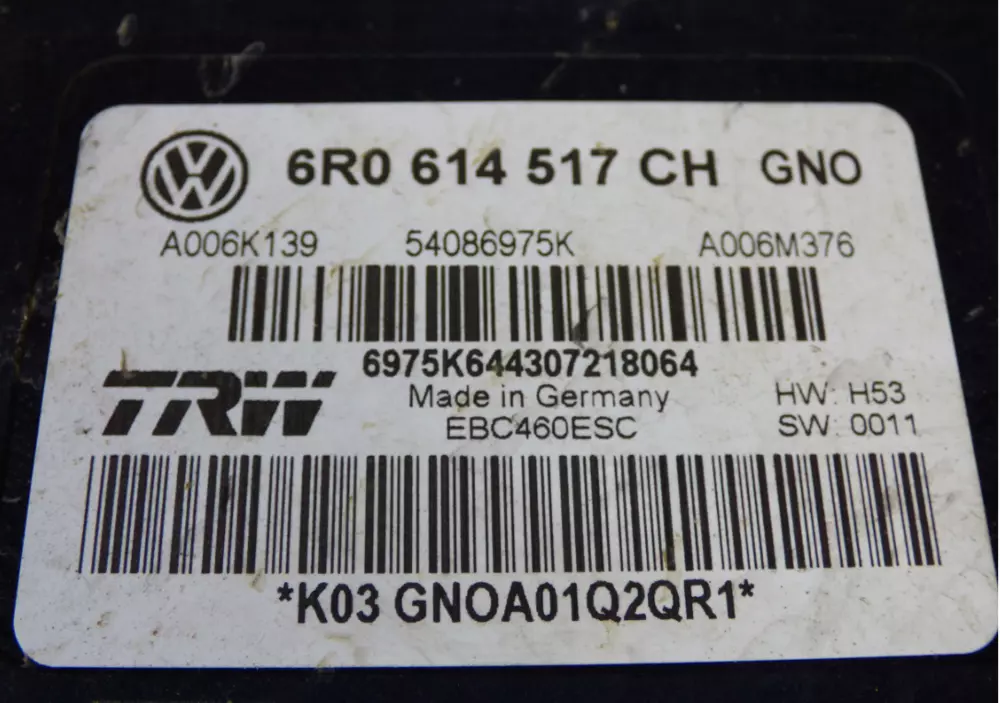 6R0 614 517 CH GNO
A006K139 54086975K A006M376
6975K644307218064
TRW
Made in Germany
EBC460ESC
HW: H53
SW: 0011
*K03 GNOA01Q2QR1*